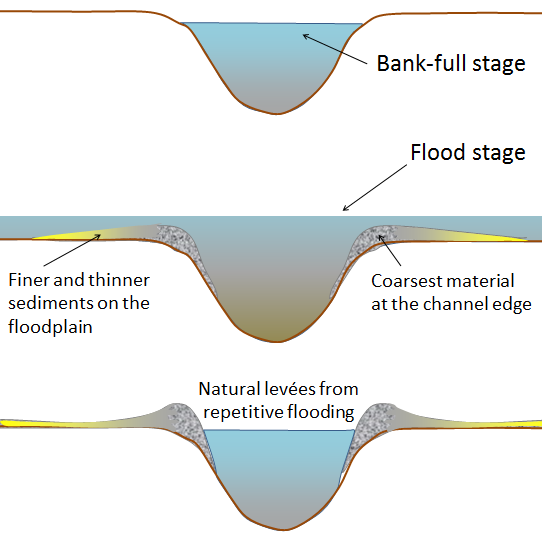 Bank-full stage
Flood stage
Finer and thinner
sediments on the
floodplain
Coarsest material
at the channel edge
Natural levées from
repetitive flooding